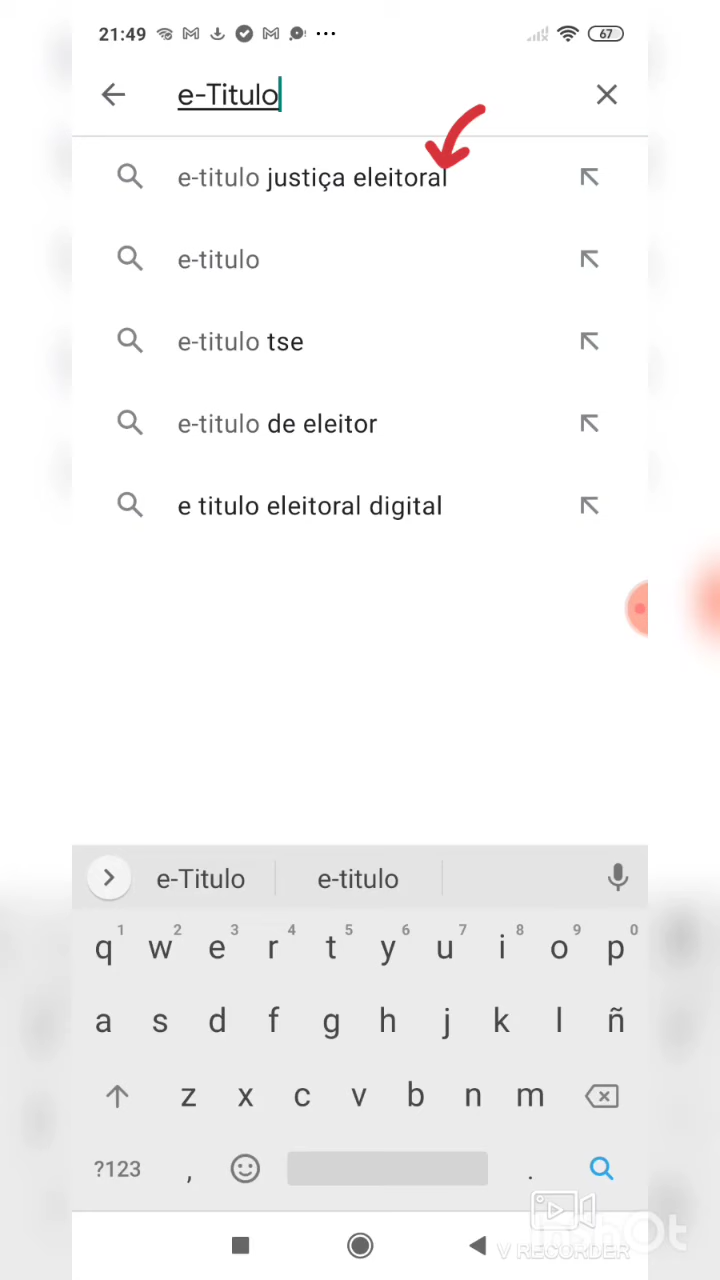 21:49 67
e-Titulo
e-titulo justiça eleitoral
e-titulo
e-titulo tse
e-titulo de eleitor
e titulo eleitoral digital
e-Titulo e-titulo
1 2 3 4 5 6 7 8 9 0
q w e r t y u i o p
a s d f g h j k l ñ
z x c v b n m
?123 , .
InShOt
V RECORDER